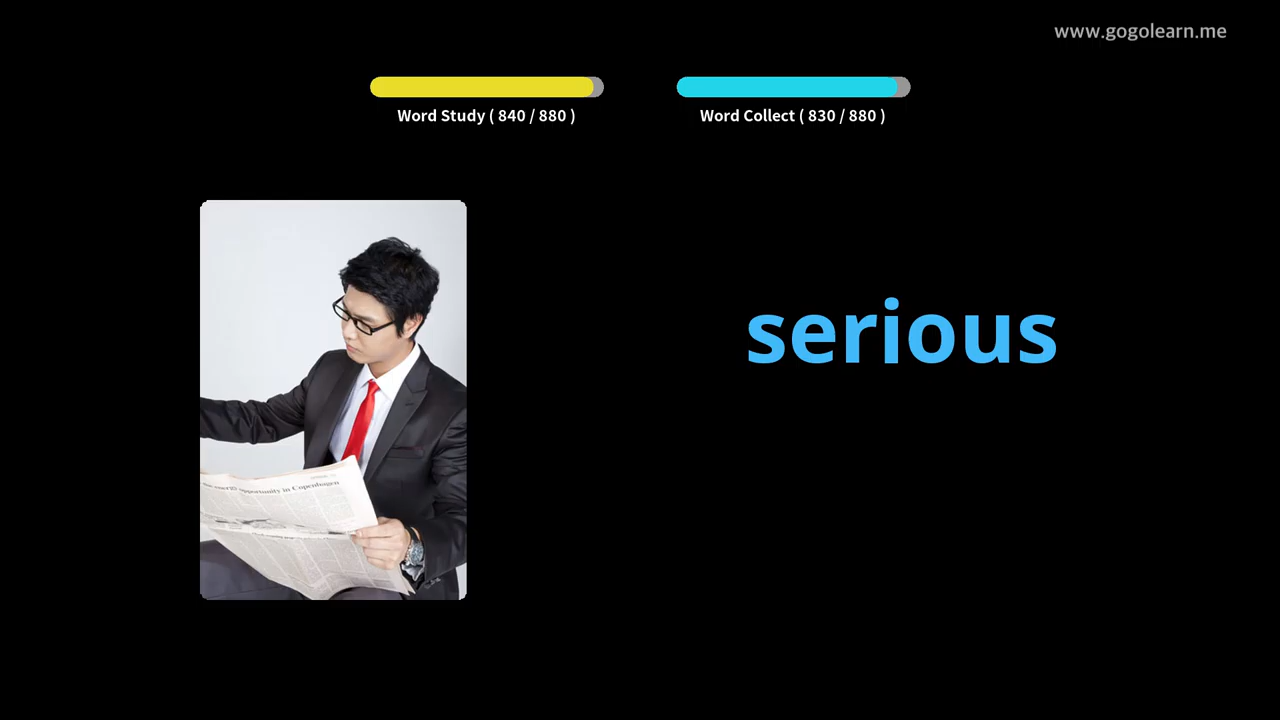 www.gogolearn.me
Word Study ( 840 / 880 )
Word Collect ( 830 / 880 )
serious
opportunity in Copenhagen